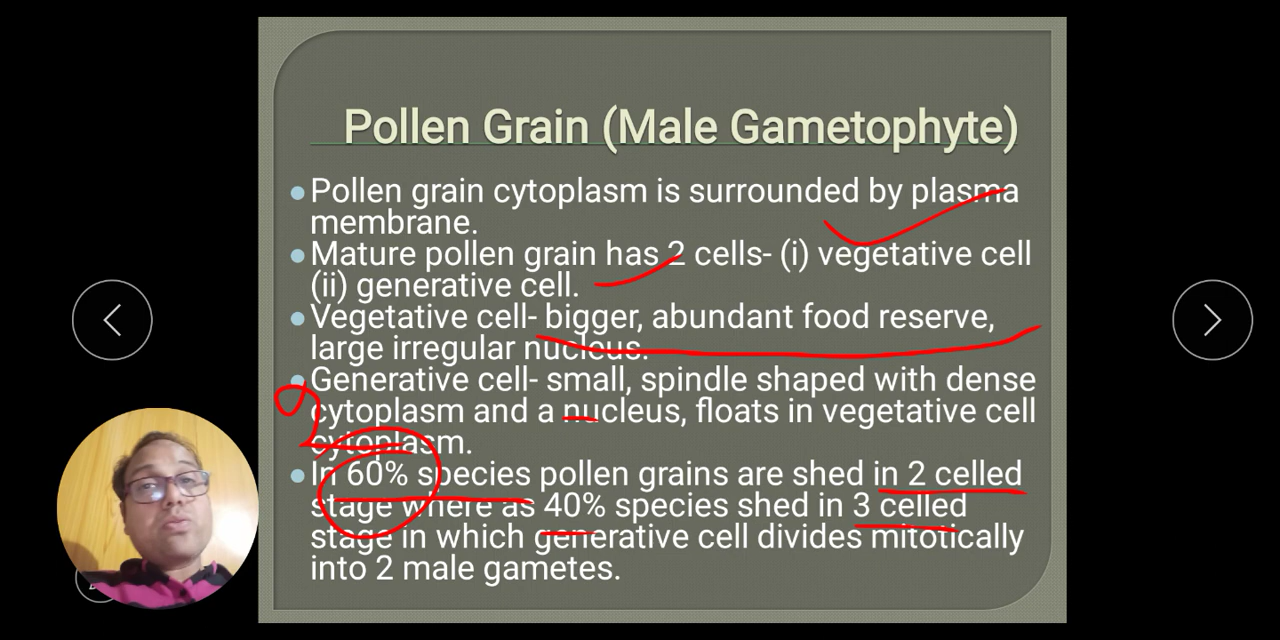 Pollen Grain (Male Gametophyte)
Pollen grain cytoplasm is surrounded by plasma
membrane.
Mature pollen grain has 2 cells- (i) vegetative cell
(ii) generative cell.
Vegetative cell- bigger, abundant food reserve,
large irregular nucleus.
Generative cell- small, spindle shaped with dense
cytoplasm and a nucleus, floats in vegetative cell
cytoplasm.
In 60% species pollen grains are shed in 2 celled
stage where as 40% species shed in 3 celled
stage in which generative cell divides mitotically
into 2 male gametes.